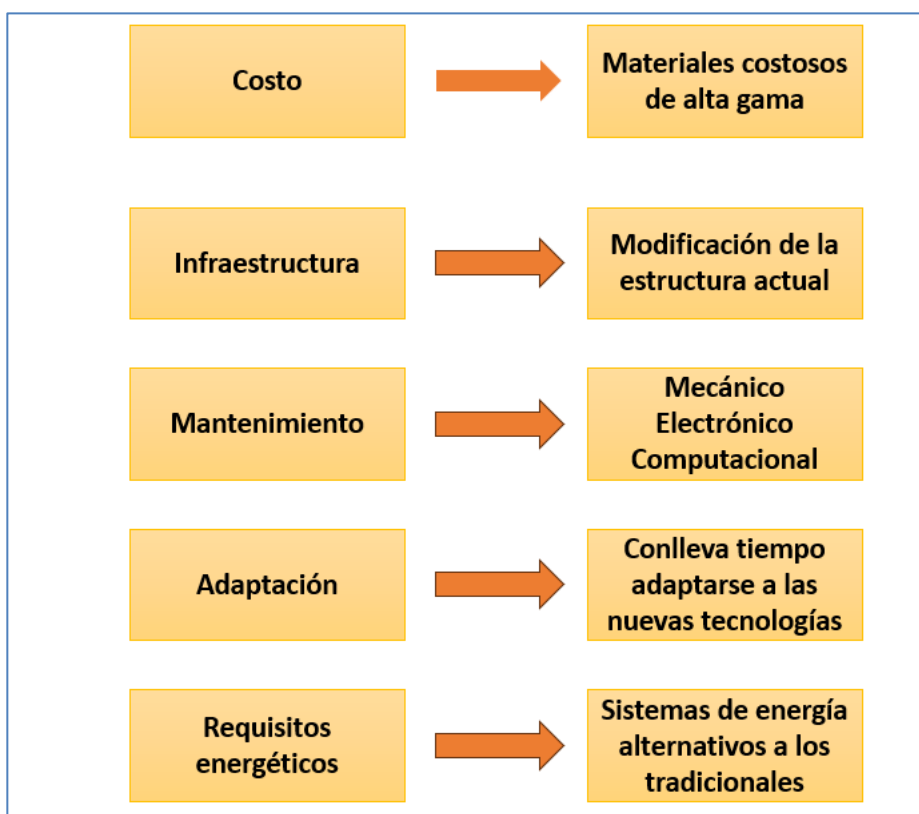 Costo
Materiales costosos
de alta gama
Infraestructura
Modificación de la
estructura actual
Mantenimiento
Mecánico
Electrónico
Computacional
Adaptación
Conlleva tiempo
adaptarse a las
nuevas tecnologías
Requisitos
energéticos
Sistemas de energía
alternativos a los
tradicionales